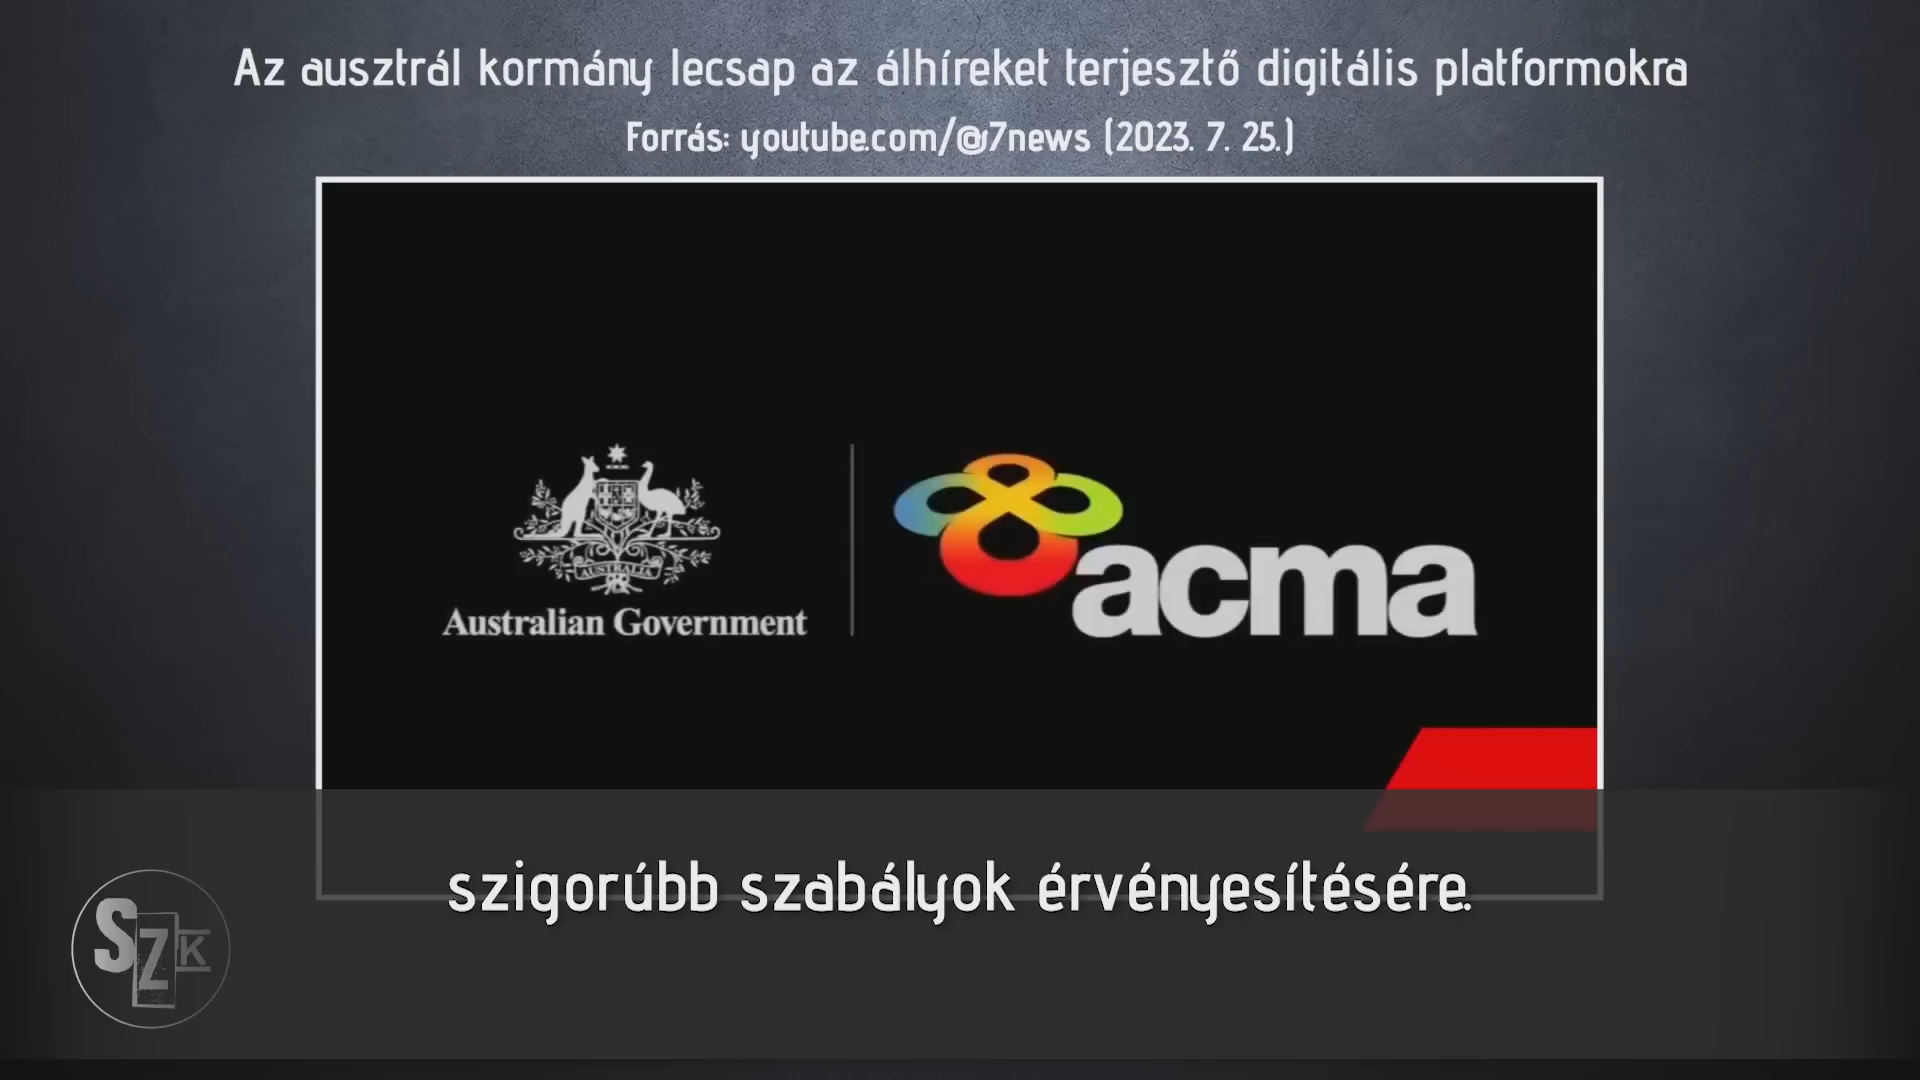 Az ausztrál kormány lecsap az álhíreket terjesztő digitális platformokra
Forrás: youtube.com/@7news (2023. 7. 25.)
AUSTRALIA
Australian Government
acma
szigorúbb szabályok érvényesítésére.
SZK